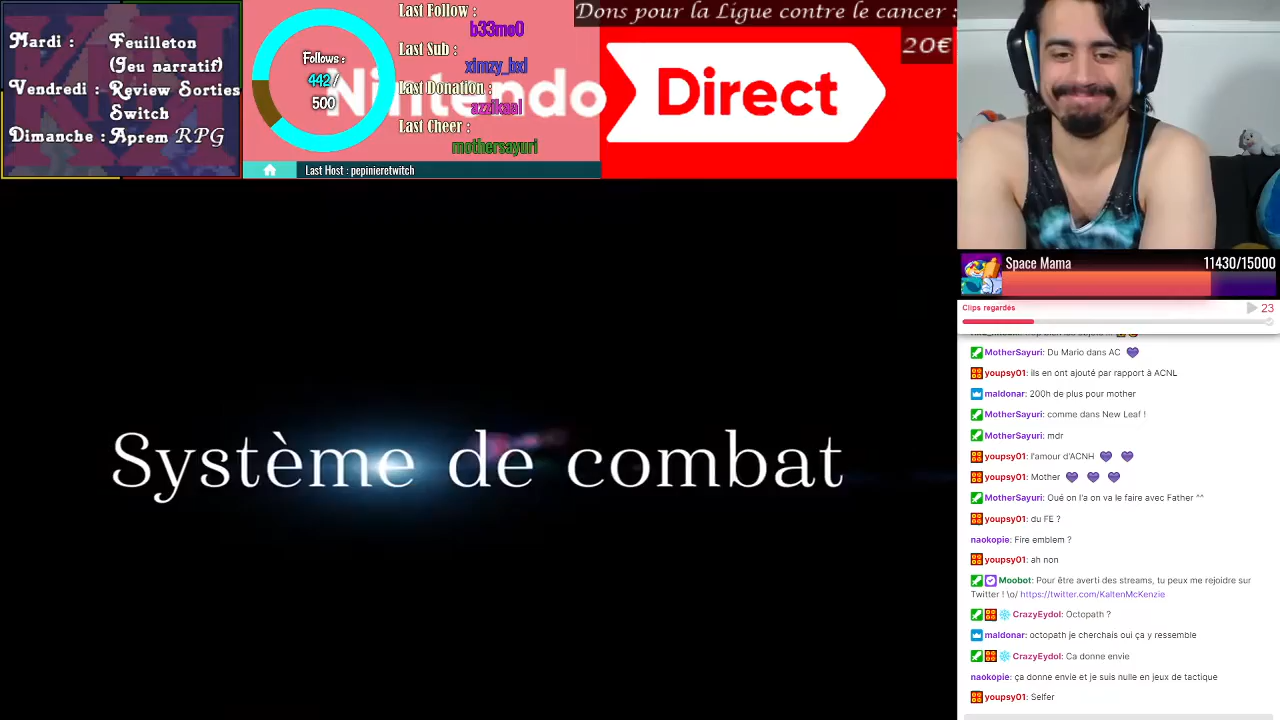 Mardi : Feuilleton
(Jeu narratif)
Vendredi : Review Sorties
Switch
Dimanche : Aprem RPG
Follows :
442 /
500
Last Follow :
b33mo0
Last Sub :
Last Donation :
azzikaal
Last Cheer :
mothersayuri
Last Host : pepinieretwitch
Nintendo
Direct
Dons pour la Ligue contre le cancer :
20€
Space Mama 11430/15000
Clips regardés 23
MotherSayuri: Du Mario dans AC
youpsy01: ils en ont ajouté par rapport à ACNL
maldonar: 200h de plus pour mother
MotherSayuri: comme dans New Leaf !
MotherSayuri: mdr
youpsy01: l'amour d'ACNH
youpsy01: Mother
MotherSayuri: Oué on l'a on va le faire avec Father ^^
youpsy01: du FE ?
naokopie: Fire emblem ?
youpsy01: ah non
Moobot: Pour être averti des streams, tu peux me rejoidre sur
Twitter ! \o/ https://twitter.com/KaltenMcKenzie
CrazyEydol: Octopath ?
maldonar: octopath je cherchais oui ça y ressemble
CrazyEydol: Ca donne envie
naokopie: ça donne envie et je suis nulle en jeux de tactique
youpsy01: Selfer
Système de combat